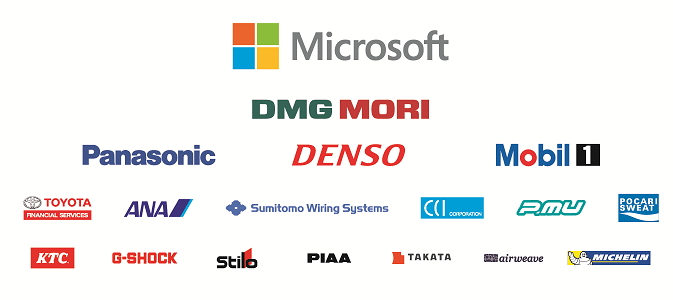 Microsoft
DMG MORI
Panasonic DENSO Mobil 1
TOYOTA
FINANCIAL SERVICES
ANA Sumitomo Wiring Systems CCI
CORPORATION
P.MU POCARI
SWEAT
KTC G-SHOCK Stilo PIAA TAKATA airweave MICHELIN